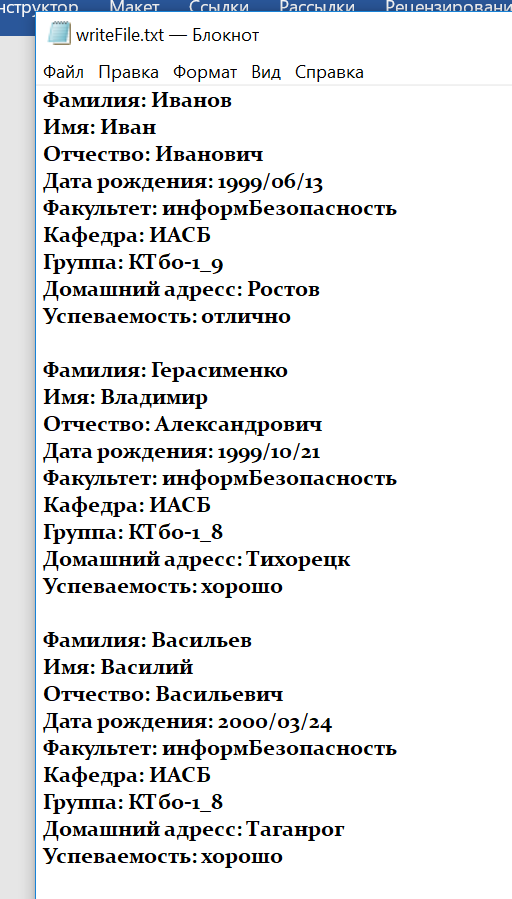 нструктор Макет Ссылки Рассылки Рецензировани
writeFile.txt — Блокнот
Файл Правка Формат Вид Справка
Фамилия: Иванов
Имя: Иван
Отчество: Иванович
Дата рождения: 1999/06/13
Факультет: информБезопасность
Кафедра: ИАСБ
Группа: КТбо-1_9
Домашний адресс: Ростов
Успеваемость: отлично

Фамилия: Герасименко
Имя: Владимир
Отчество: Александрович
Дата рождения: 1999/10/21
Факультет: информБезопасность
Кафедра: ИАСБ
Группа: КТбо-1_8
Домашний адресс: Тихорецк
Успеваемость: хорошо

Фамилия: Васильев
Имя: Василий
Отчество: Васильевич
Дата рождения: 2000/03/24
Факультет: информБезопасность
Кафедра: ИАСБ
Группа: КТбо-1_8
Домашний адресс: Таганрог
Успеваемость: хорошо